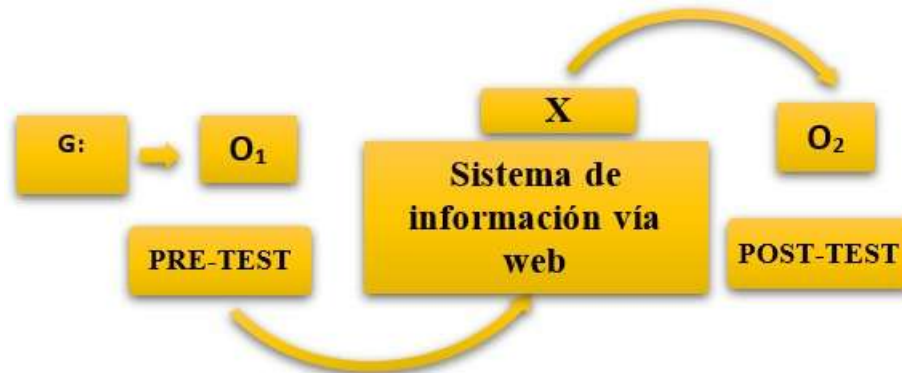 G:
O₁
PRE-TEST
X
Sistema de
información vía
web
O₂
POST-TEST